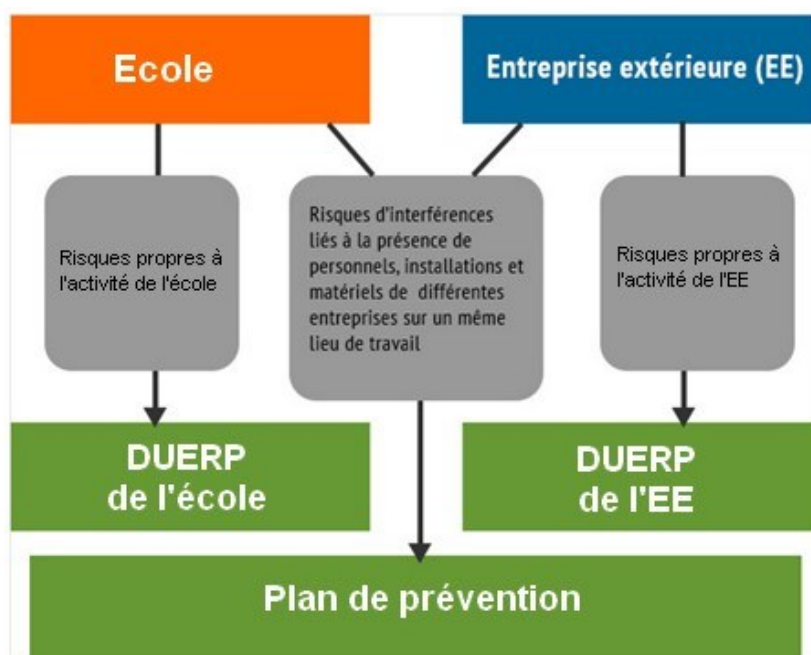 Ecole
Entreprise extérieure (EE)
Risques propres à
l'activité de l'école
Risques d'interférences
liés à la présence de
personnels, installations et
matériels de différentes
entreprises sur un même
lieu de travail
Risques propres à
l'activité de l'EE
DUERP
de l'école
DUERP
de l'EE
Plan de prévention